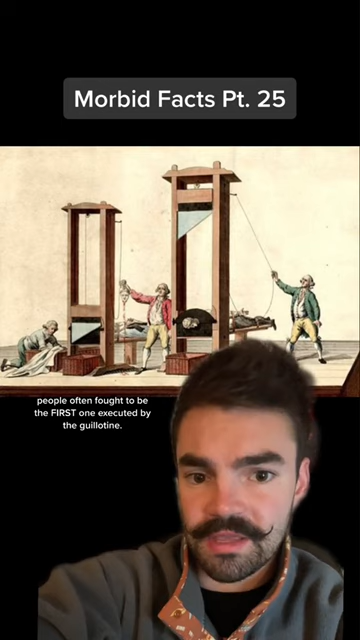 Morbid Facts Pt. 25
people often fought to be
the FIRST one executed by
the guillotine.